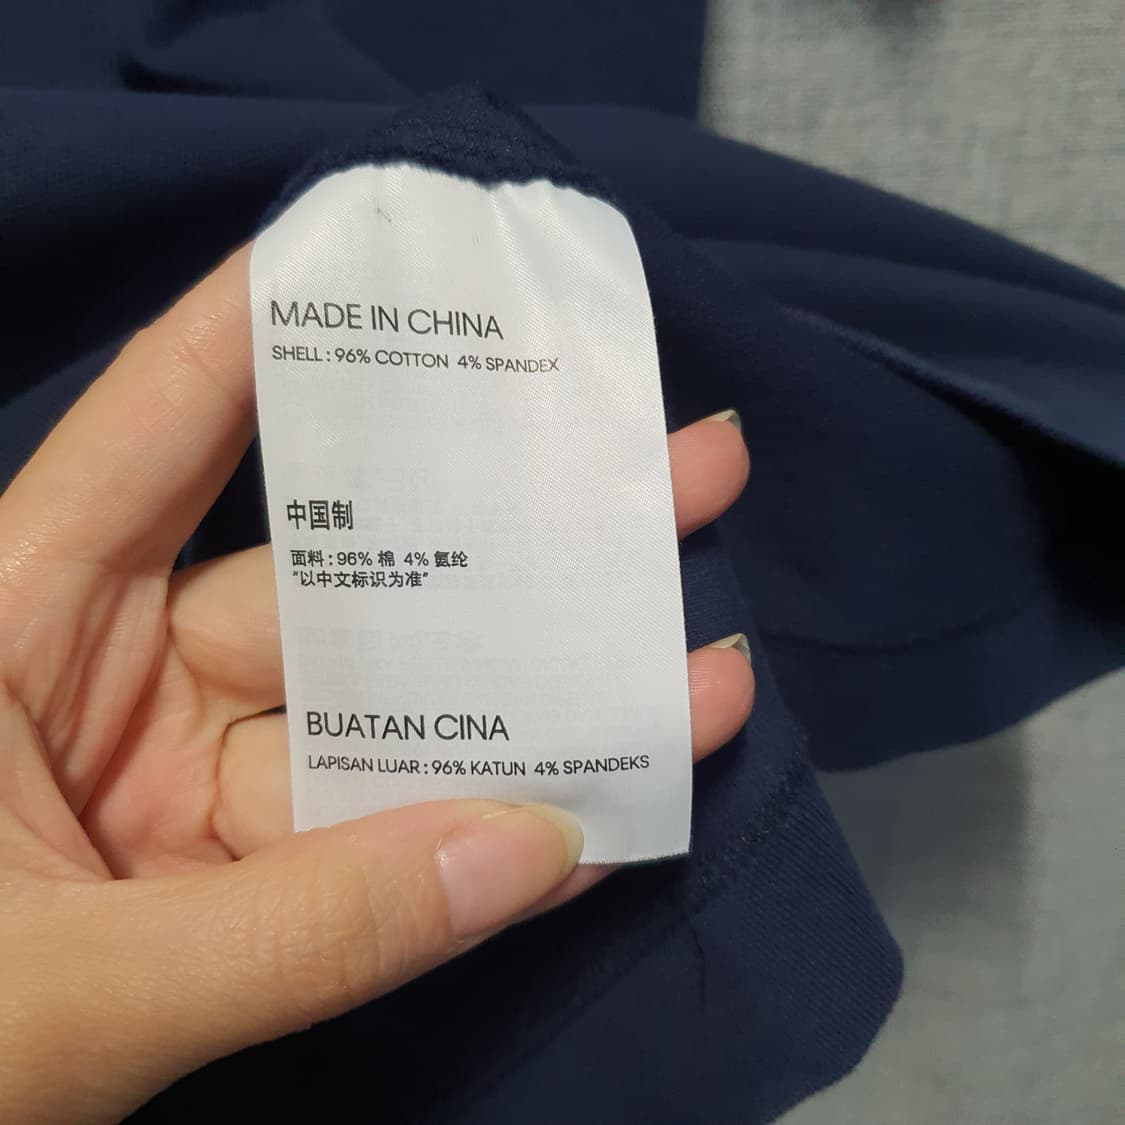 MADE IN CHINA
SHELL : 96% COTTON 4% SPANDEX
中国制
面料 : 96% 棉 4% 氨纶
"以中文标识为准"
BUATAN CINA
LAPISAN LUAR : 96% KATUN 4% SPANDEKS